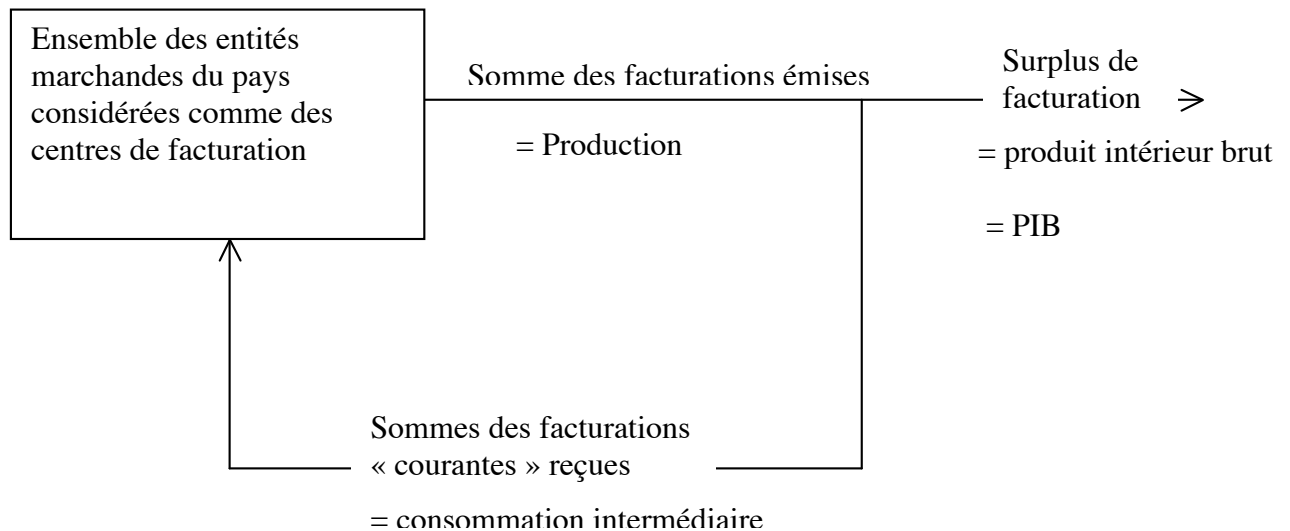 Ensemble des entités
marchandes du pays
considérées comme des
centres de facturation
Somme des facturations émises
= Production
Surplus de
facturation
= produit intérieur brut
= PIB
Sommes des facturations
« courantes » reçues
= consommation intermédiaire